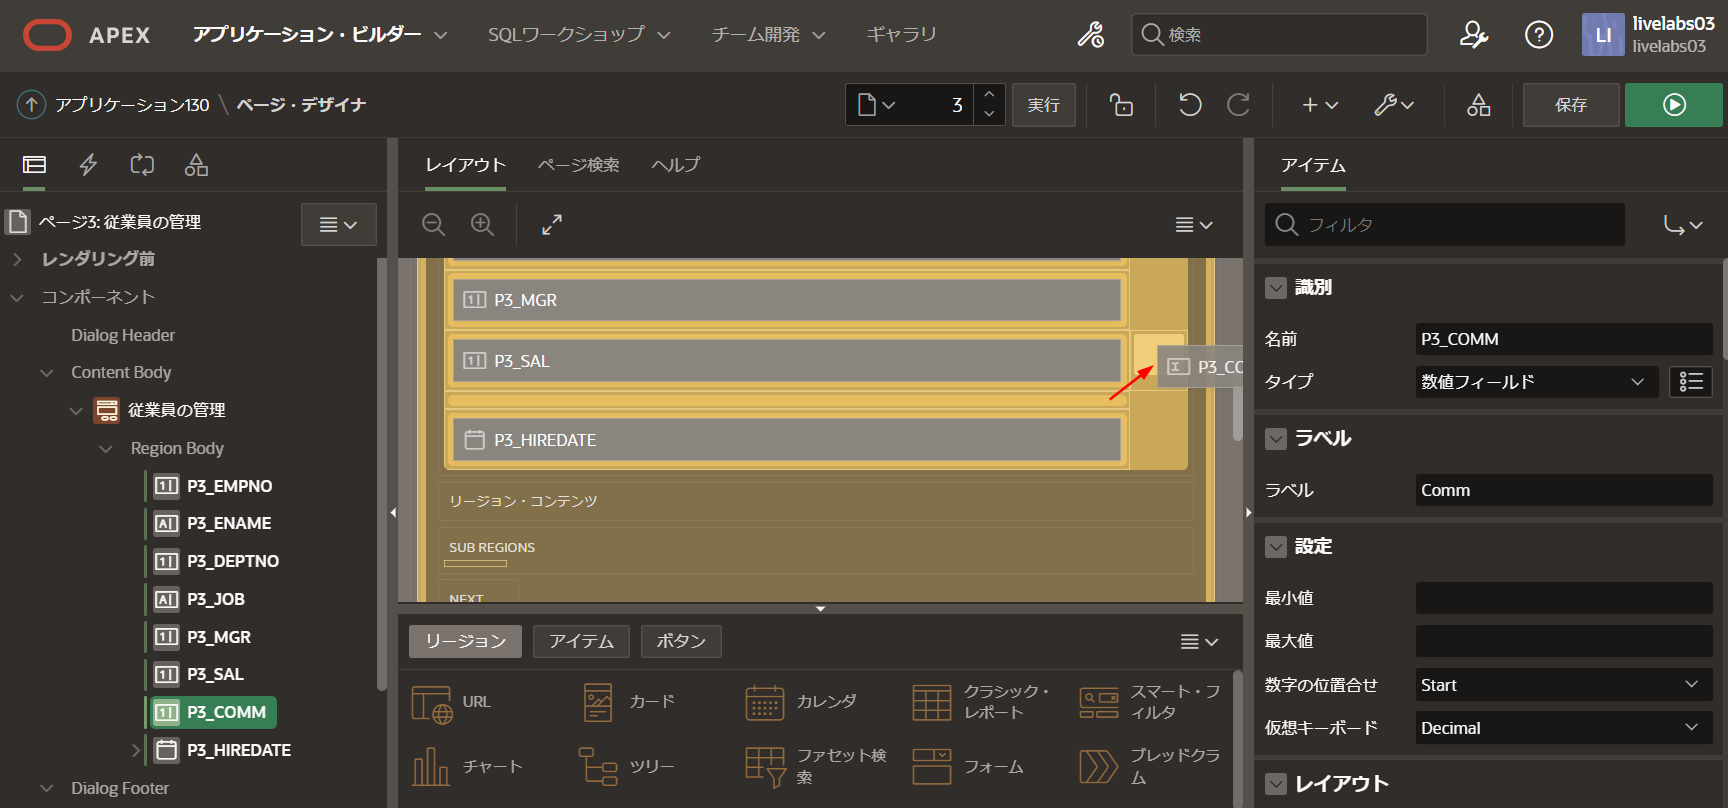 APEX
アプリケーション・ビルダー
SQLワークショップ
チーム開発
ギャラリ
検索
LI
livelabs03
livelabs03
アプリケーション130 \ ページ・デザイナ
3
実行
保存
ページ3: 従業員の管理
レンダリング前
コンポーネント
Dialog Header
Content Body
従業員の管理
Region Body
P3_EMPNO
P3_ENAME
P3_DEPTNO
P3_JOB
P3_MGR
P3_SAL
P3_COMM
P3_HIREDATE
Dialog Footer
レイアウト
ページ検索
ヘルプ
P3_MGR
P3_SAL
P3_CO
P3_HIREDATE
リージョン・コンテンツ
SUB REGIONS
NEXT
リージョン
アイテム
ボタン
URL
カード
カレンダ
クラシック・
レポート
スマート・フ
ィルタ
チャート
ツリー
ファセット検
索
フォーム
ブレッドクラ
ム
アイテム
フィルタ
識別
名前
P3_COMM
タイプ
数値フィールド
ラベル
ラベル
Comm
設定
最小値
最大値
数字の位置合せ
Start
仮想キーボード
Decimal
レイアウト